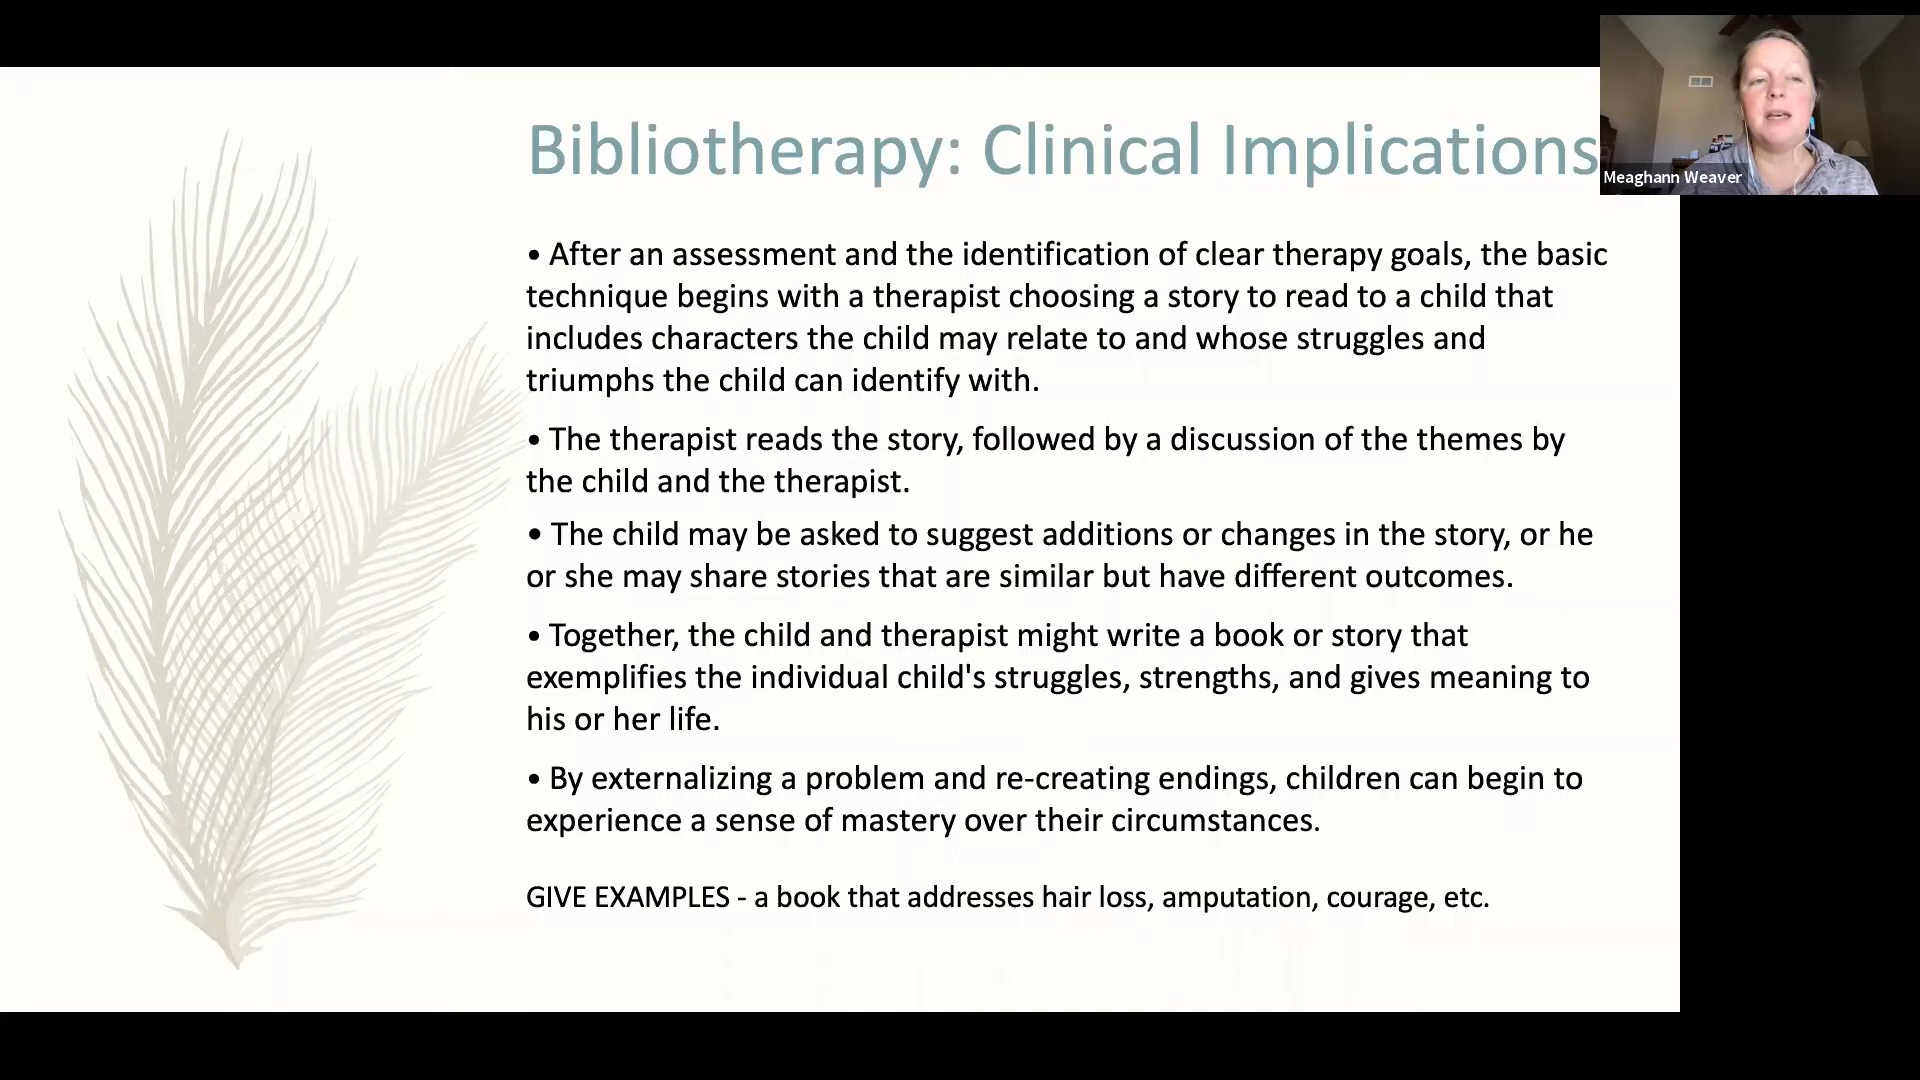 Bibliotherapy: Clinical Implications
Meaghann Weaver
• After an assessment and the identification of clear therapy goals, the basic
technique begins with a therapist choosing a story to read to a child that
includes characters the child may relate to and whose struggles and
triumphs the child can identify with.
• The therapist reads the story, followed by a discussion of the themes by
the child and the therapist.
• The child may be asked to suggest additions or changes in the story, or he
or she may share stories that are similar but have different outcomes.
• Together, the child and therapist might write a book or story that
exemplifies the individual child's struggles, strengths, and gives meaning to
his or her life.
• By externalizing a problem and re-creating endings, children can begin to
experience a sense of mastery over their circumstances.
GIVE EXAMPLES - a book that addresses hair loss, amputation, courage, etc.